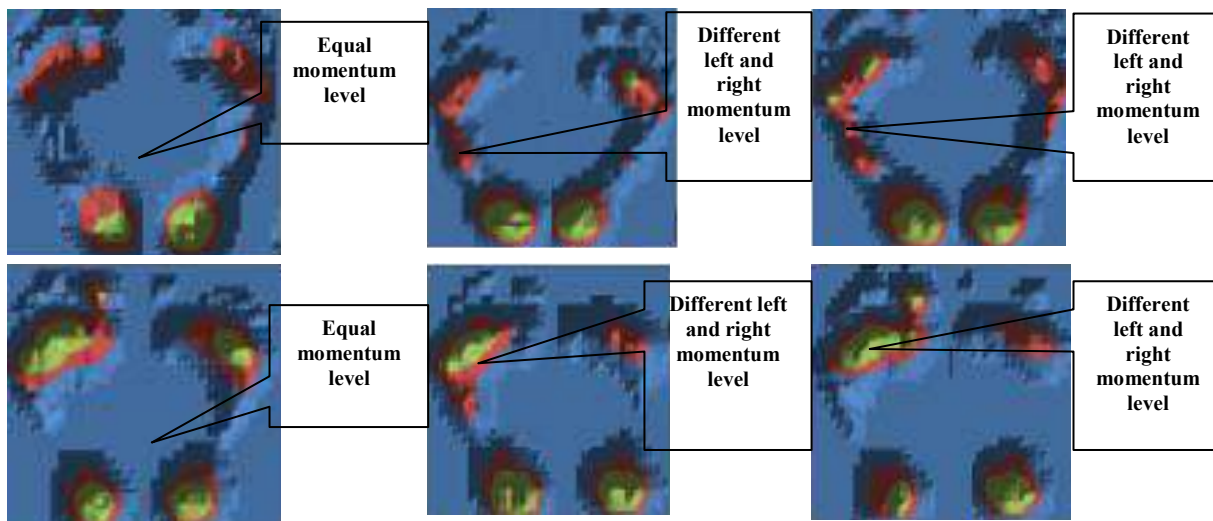 Equal
momentum
level
Different
left and
right
momentum
level
Different
left and
right
momentum
level
Equal
momentum
level
Different left
and right
momentum
level
Different
left and
right
momentum
level